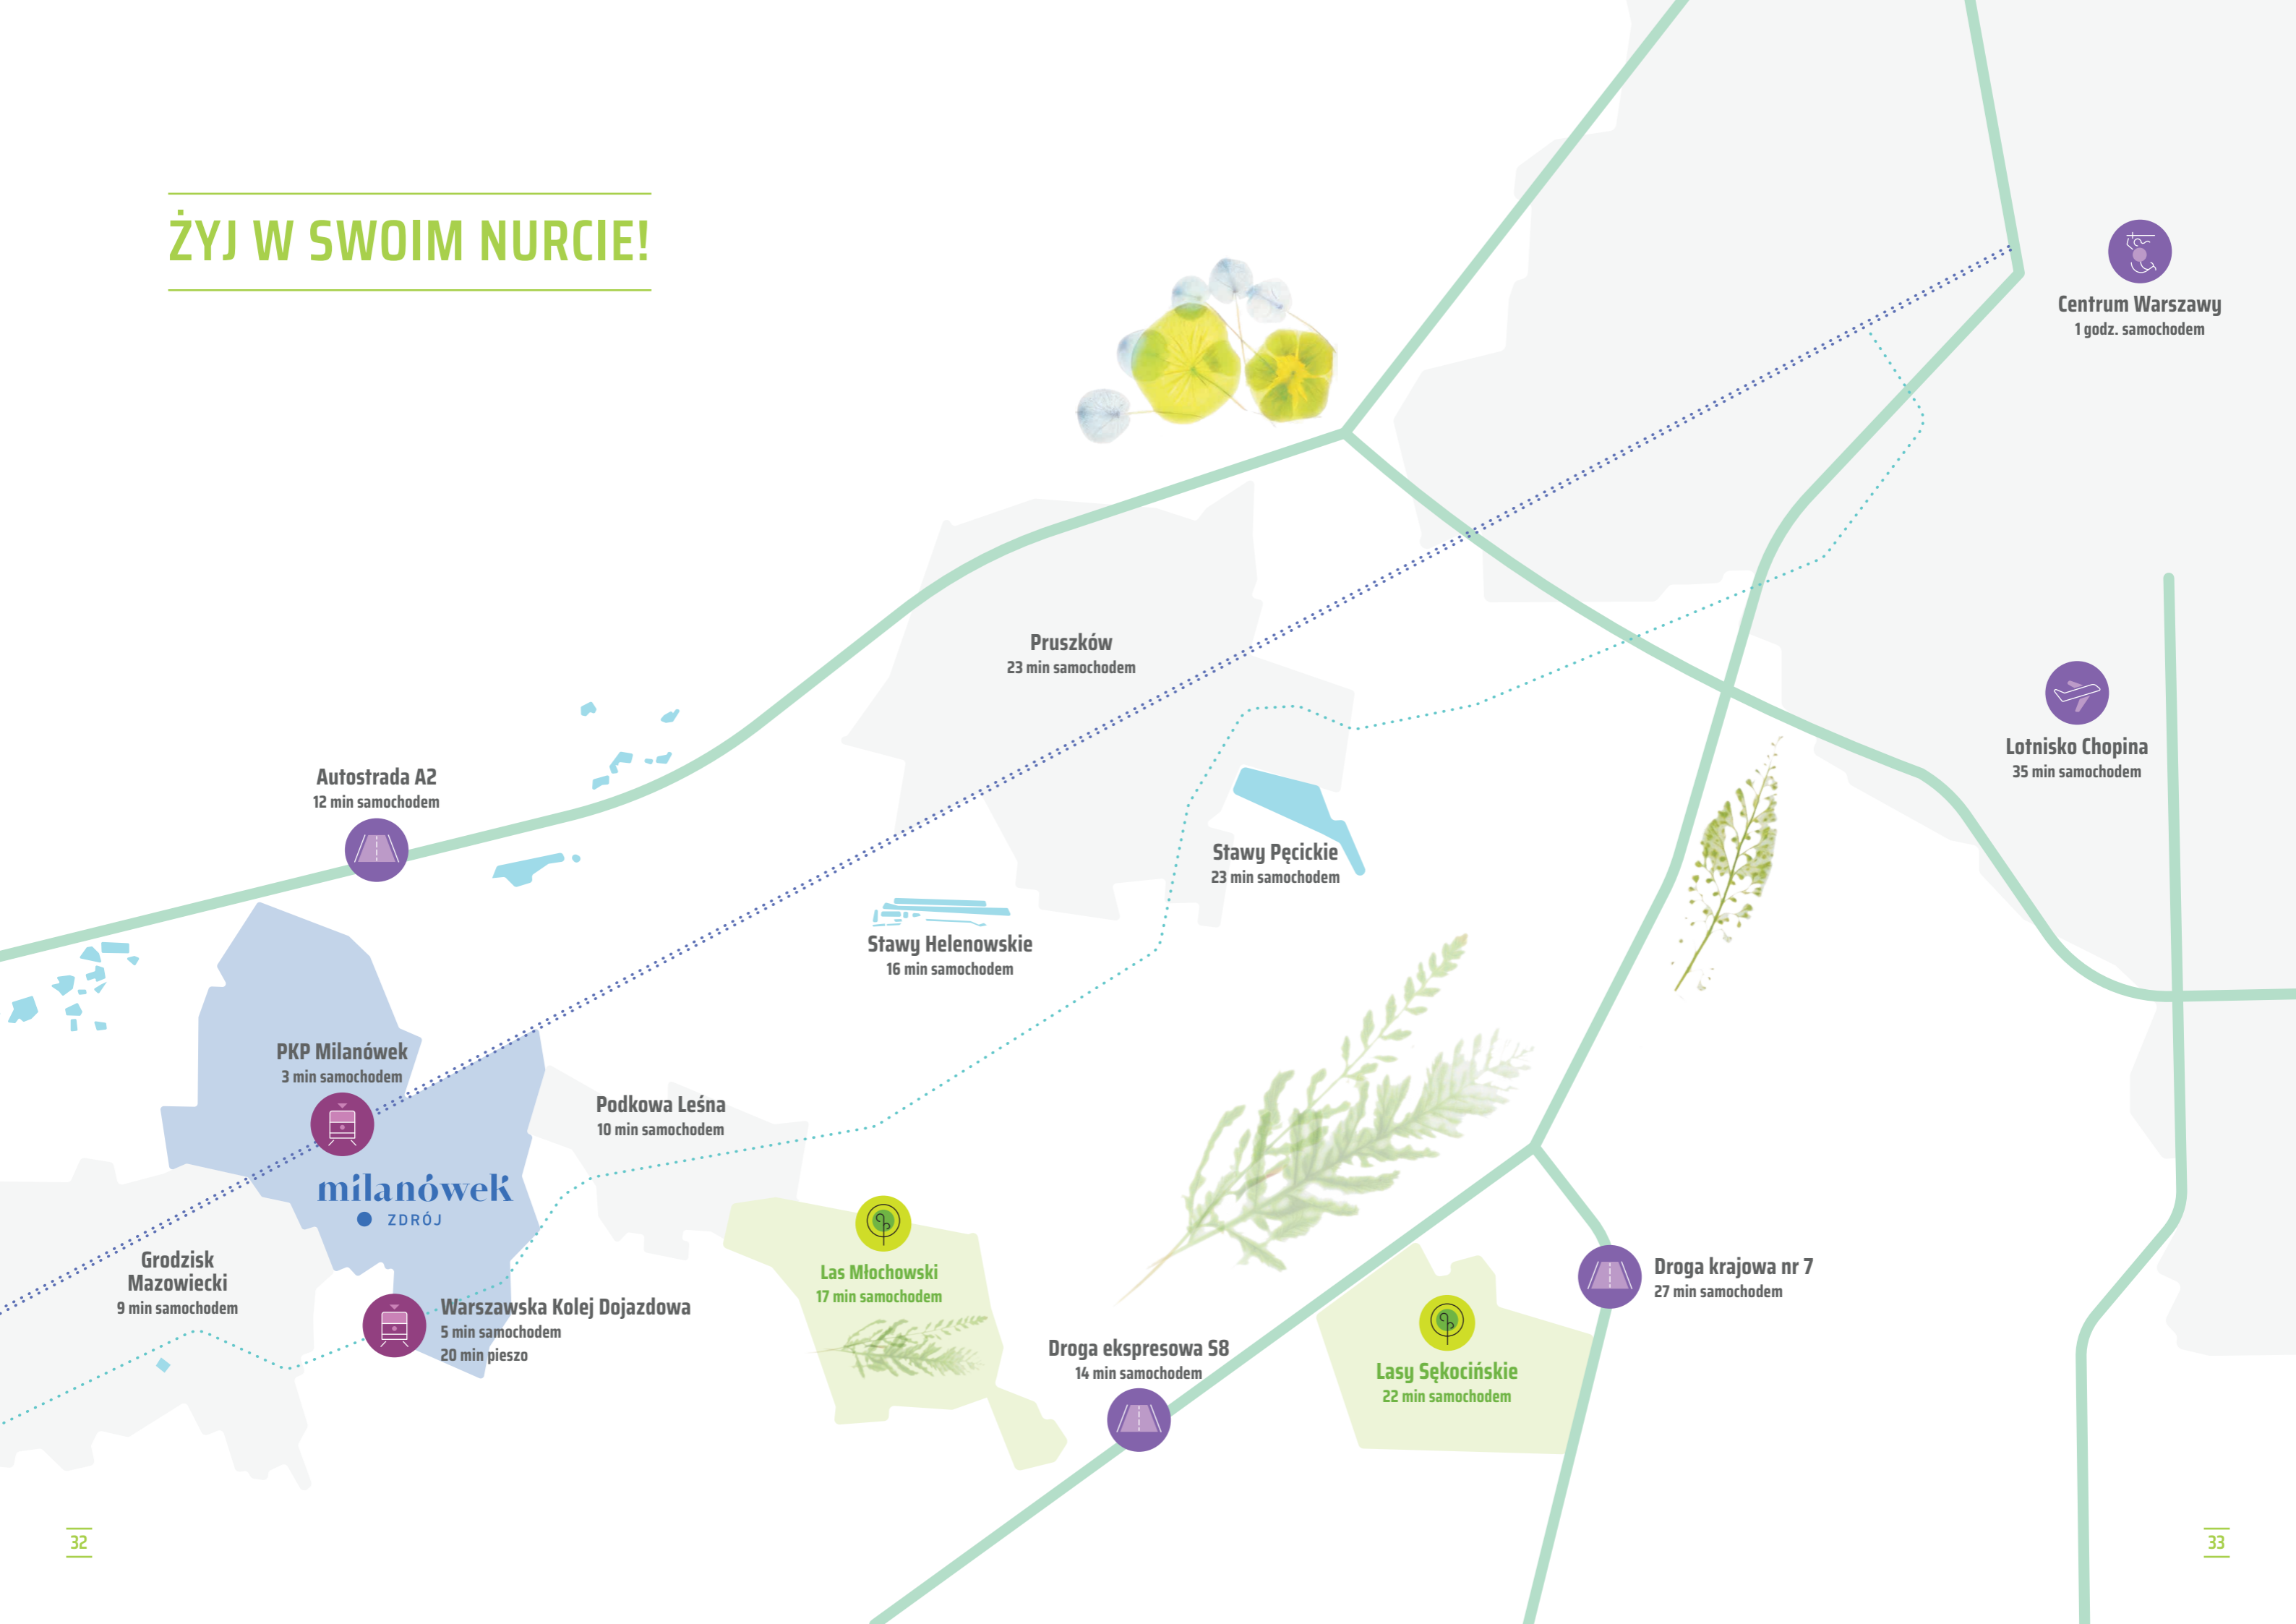 ŻYJ W SWOIM NURCIE!
Centrum Warszawy
1 godz. samochodem
Pruszków
23 min samochodem
Lotnisko Chopina
35 min samochodem
Autostrada A2
12 min samochodem
Stawy Pęcickie
23 min samochodem
Stawy Helenowskie
16 min samochodem
PKP Milanówek
3 min samochodem
Podkowa Leśna
10 min samochodem
milanówek
ZDRÓJ
Grodzisk
Mazowiecki
9 min samochodem
Las Młochowski
17 min samochodem
Droga krajowa nr 7
27 min samochodem
Warszawska Kolej Dojazdowa
5 min samochodem
20 min pieszo
Droga ekspresowa S8
14 min samochodem
Lasy Sękocińskie
22 min samochodem
32
33